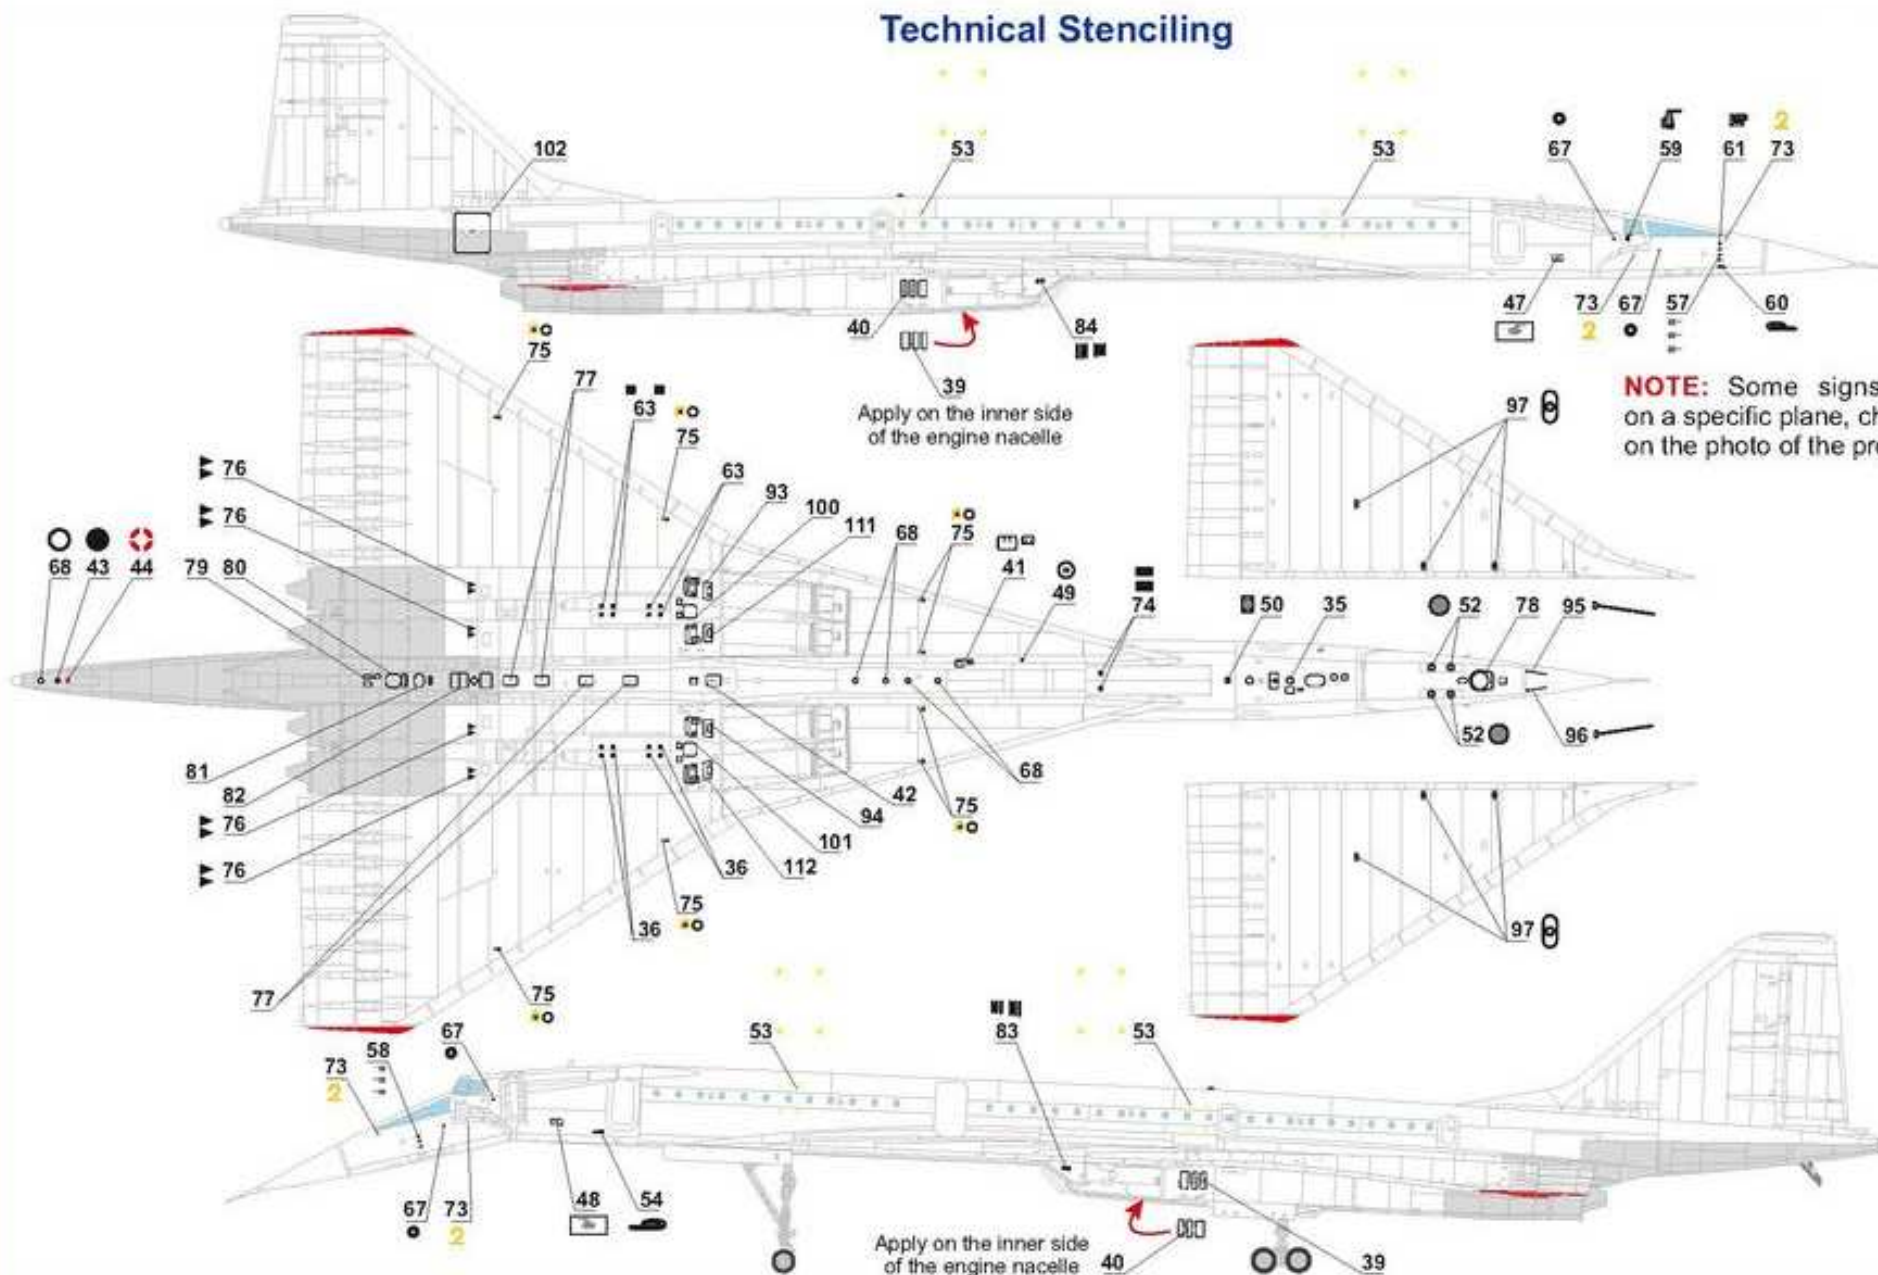 Technical Stenciling
102 53 53 67 59 61 2 73
40 84 47 73 67 57 60
2
39
Apply on the inner side
of the engine nacelle
NOTE: Some signs
on a specific plane, ch
on the photo of the pro
75 77 63 75 97
76 63 93 100 111
76 75
68 43 44 79 80 68 41 49 74 50 35 52 78 95
81 82 76 76
42 94 101 112 68 75 52 96
36 36 75 97
77 75
67 58 73 53 83 53
2
67 73 48 54
2
Apply on the inner side
of the engine nacelle
40 39